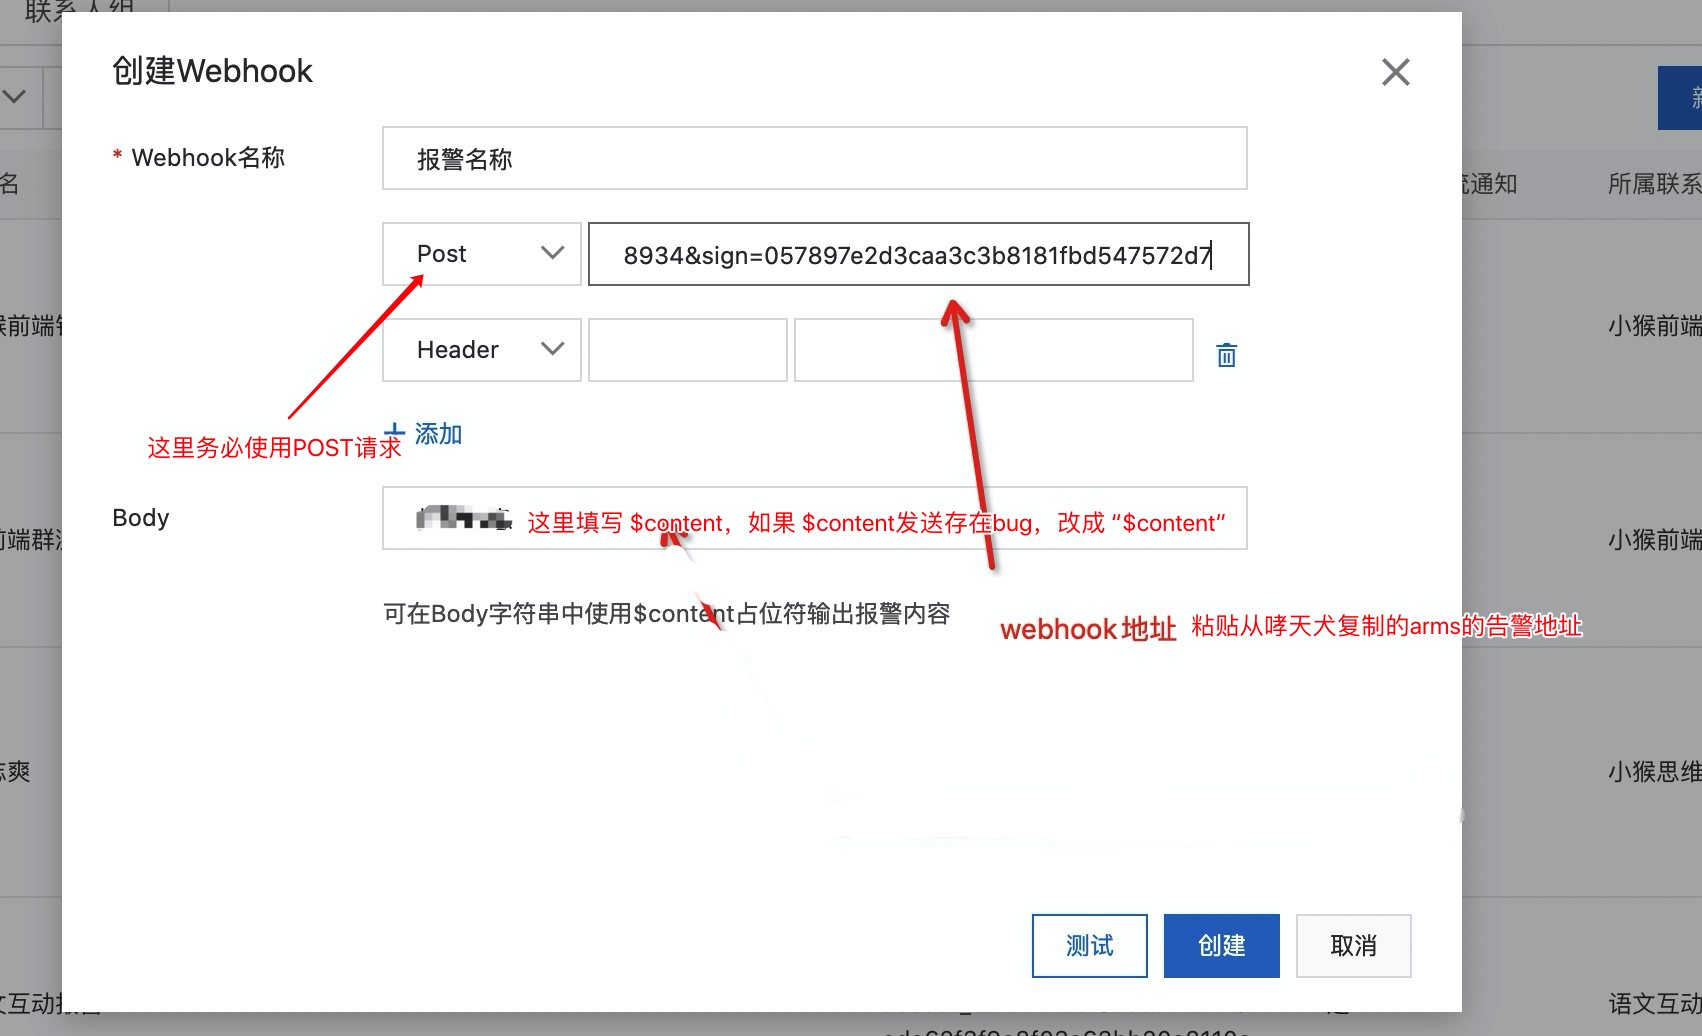 联系人组
创建Webhook
* Webhook名称
报警名称
名
通知
所属联系
Post
8934&sign=057897e2d3caa3c3b8181fbd547572d7
前端
小猴前端
Header
这里务必使用POST请求
+ 添加
Body
这里填写 $content，如果 $content发送存在bug，改成 “$content”
前端群
小猴前端
可在Body字符串中使用$content占位符输出报警内容
webhook地址 粘贴从哮天犬复制的arms的告警地址
爽
小猴思维
测试
创建
取消
文互动报警
语文互动